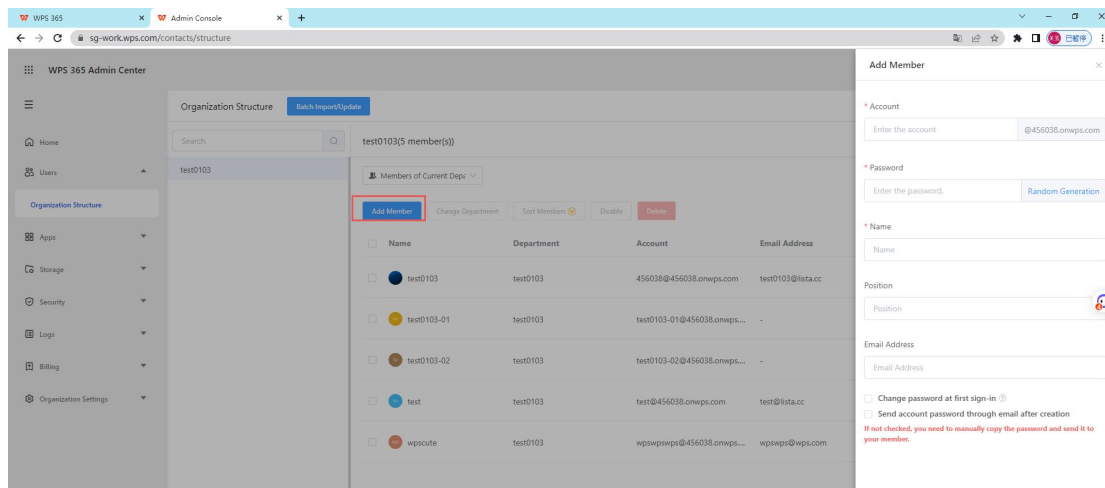 WPS 365
Admin Console
sg-work.wps.com/contacts/structure
已暂停
WPS 365 Admin Center
Home
Users
Organization Structure
Apps
Storage
Security
Logs
Billing
Organization Settings
Organization Structure
Batch Import/Update
Search
test0103
test0103(5 member(s))
Members of Current Depa
Add Member
Change Department
Sort Members
Disable
Delete
Name Department Account Email Address
test0103 test0103 456038@456038.onwps.com test0103@lista.cc
test0103-01 test0103 test0103-01@456038.onwps.... -
test0103-02 test0103 test0103-02@456038.onwps.... -
test test0103 test@456038.onwps.com test@lista.cc
wpscute test0103 wpswpswps@456038.onwps.... wpswps@wps.com
Add Member
* Account
Enter the account
@456038.onwps.com
* Password
Enter the password.
Random Generation
* Name
Name
Position
Position
Email Address
Email Address
Change password at first sign-in
Send account password through email after creation
If not checked, you need to manually copy the password and send it to
your member.